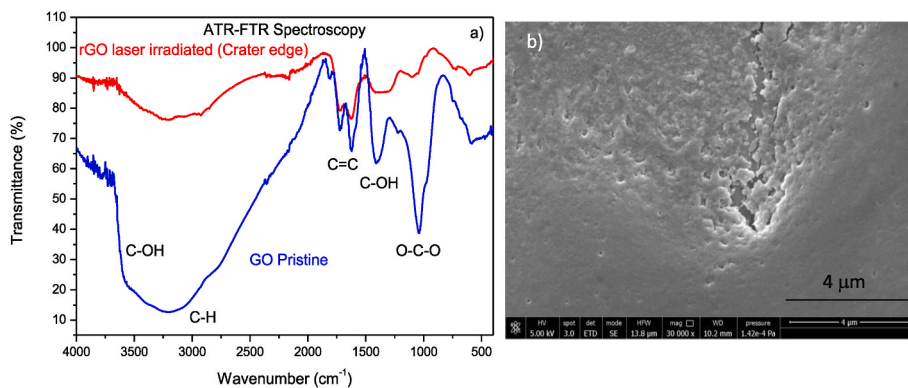 ATR-FTR Spectroscopy
a)
rGO laser irradiated (Crater edge)
Transmittance (%)
110
100
90
80
70
60
50
40
30
20
10
C-OH
C-H
GO Pristine
C=C
C-OH
O-C-O
4000 3500 3000 2500 2000 1500 1000 500
Wavenumber (cm⁻¹)
b)
4 μm
HV spot det mode HFW mag □ WD pressure
5.00 kV 3.0 ETD SE 13.8 μm 30 000 x 10.2 mm 1.42e-4 Pa
4 μm